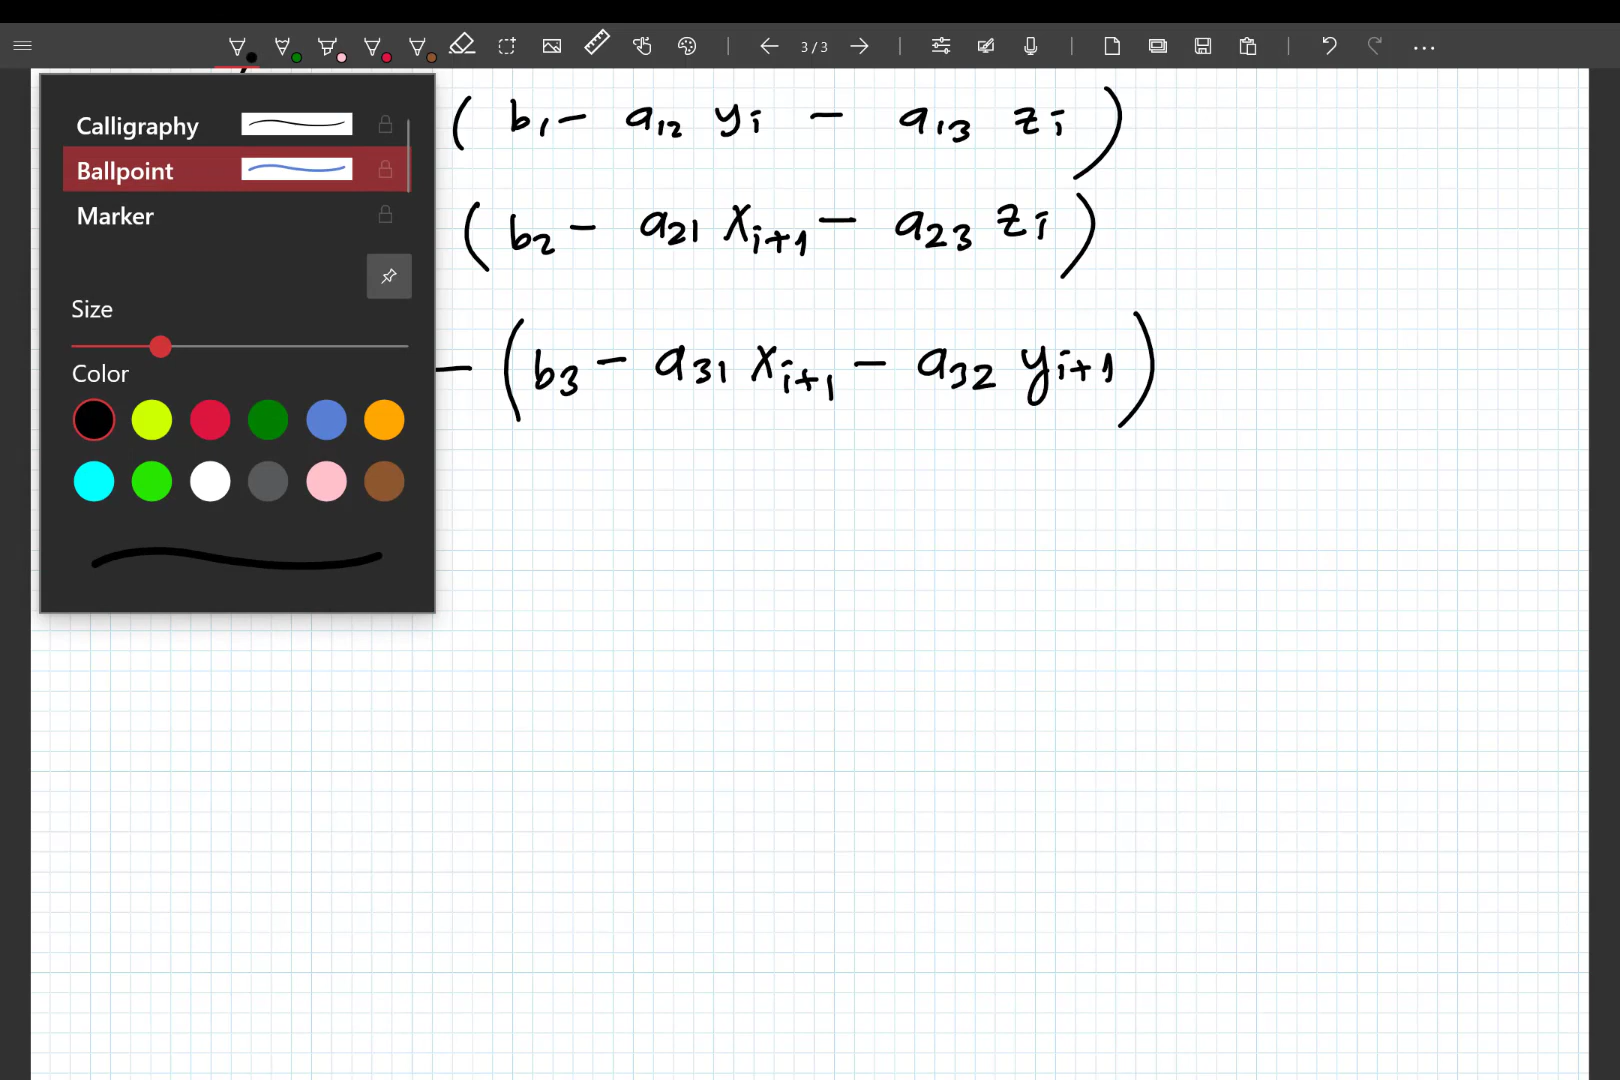 3/3
Calligraphy
Ballpoint
Marker
Size
Color
( b₁ − a₁₂ yᵢ − a₁₃ zᵢ )
( b₂ − a₂₁ xᵢ₊₁ − a₂₃ zᵢ )
− ( b₃ − a₃₁ xᵢ₊₁ − a₃₂ yᵢ₊₁ )